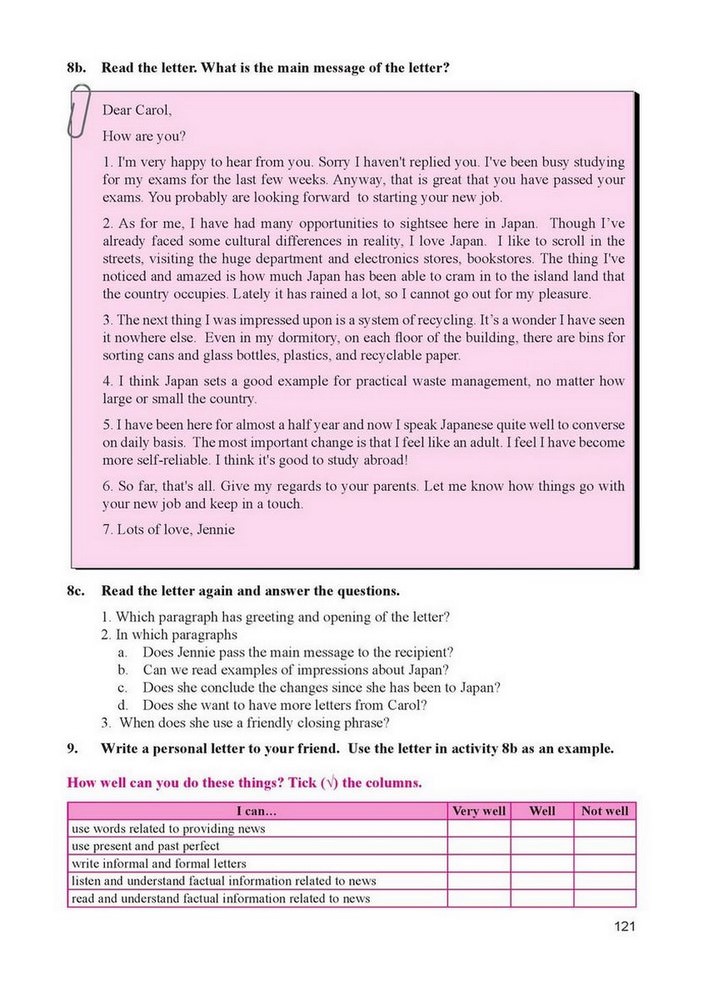 8b. Read the letter. What is the main message of the letter?
Dear Carol,
How are you?
1. I'm very happy to hear from you. Sorry I haven't replied you. I've been busy studying
for my exams for the last few weeks. Anyway, that is great that you have passed your
exams. You probably are looking forward to starting your new job.
2. As for me, I have had many opportunities to sightsee here in Japan. Though I've
already faced some cultural differences in reality, I love Japan. I like to scroll in the
streets, visiting the huge department and electronics stores, bookstores. The thing I've
noticed and amazed is how much Japan has been able to cram in to the island land that
the country occupies. Lately it has rained a lot, so I cannot go out for my pleasure.
3. The next thing I was impressed upon is a system of recycling. It's a wonder I have seen
it nowhere else. Even in my dormitory, on each floor of the building, there are bins for
sorting cans and glass bottles, plastics, and recyclable paper.
4. I think Japan sets a good example for practical waste management, no matter how
large or small the country.
5. I have been here for almost a half year and now I speak Japanese quite well to converse
on daily basis. The most important change is that I feel like an adult. I feel I have become
more self-reliable. I think it's good to study abroad!
6. So far, that's all. Give my regards to your parents. Let me know how things go with
your new job and keep in a touch.
7. Lots of love, Jennie
8c. Read the letter again and answer the questions.
1. Which paragraph has greeting and opening of the letter?
2. In which paragraphs
a. Does Jennie pass the main message to the recipient?
b. Can we read examples of impressions about Japan?
c. Does she conclude the changes since she has been to Japan?
d. Does she want to have more letters from Carol?
3. When does she use a friendly closing phrase?
9. Write a personal letter to your friend. Use the letter in activity 8b as an example.
How well can you do these things? Tick (√) the columns.
I can… Very well Well Not well
use words related to providing news
use present and past perfect
write informal and formal letters
listen and understand factual information related to news
read and understand factual information related to news
121